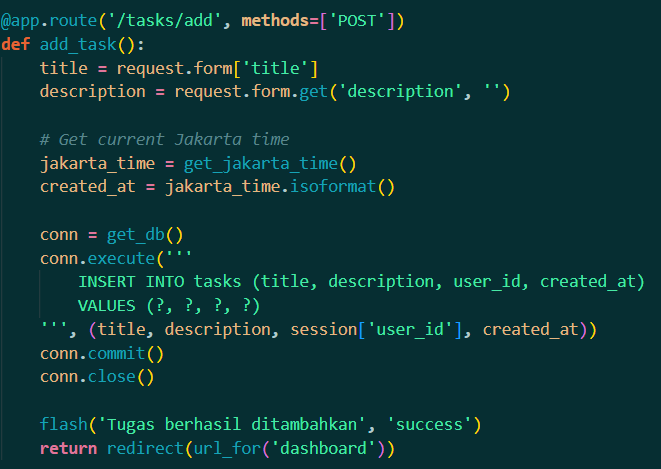 @app.route('/tasks/add', methods=['POST'])
def add_task():
    title = request.form['title']
    description = request.form.get('description', '')

    # Get current Jakarta time
    jakarta_time = get_jakarta_time()
    created_at = jakarta_time.isoformat()

    conn = get_db()
    conn.execute('''
        INSERT INTO tasks (title, description, user_id, created_at)
        VALUES (?, ?, ?, ?)
    ''', (title, description, session['user_id'], created_at))
    conn.commit()
    conn.close()

    flash('Tugas berhasil ditambahkan', 'success')
    return redirect(url_for('dashboard'))